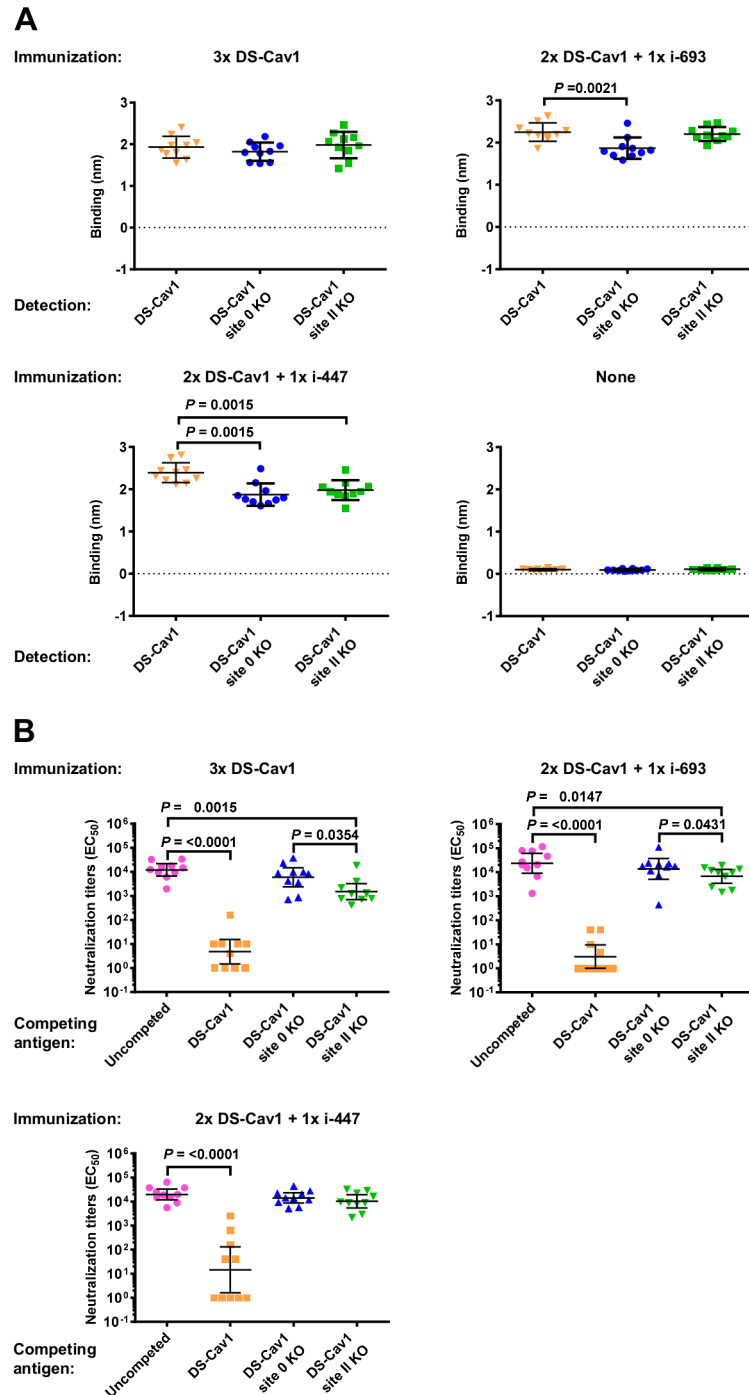 A
Immunization: 3x DS-Cav1 2x DS-Cav1 + 1x i-693
P =0.0021
3
2
1
0
-1
Binding (nm)
3
2
1
0
-1
Binding (nm)
Detection: DS-Cav1 DS-Cav1 site 0 KO DS-Cav1 site II KO DS-Cav1 DS-Cav1 site 0 KO DS-Cav1 site II KO
Immunization: 2x DS-Cav1 + 1x i-447 None
P = 0.0015
P = 0.0015
3
2
1
0
-1
Binding (nm)
3
2
1
0
-1
Binding (nm)
Detection: DS-Cav1 DS-Cav1 site 0 KO DS-Cav1 site II KO DS-Cav1 DS-Cav1 site 0 KO DS-Cav1 site II KO
B
Immunization: 3x DS-Cav1 2x DS-Cav1 + 1x i-693
P = 0.0015
P = <0.0001 P = 0.0354
10⁶
10⁵
10⁴
10³
10²
10¹
10⁰
10⁻¹
Neutralization titers (EC₅₀)
P = 0.0147
P = <0.0001 P = 0.0431
10⁶
10⁵
10⁴
10³
10²
10¹
10⁰
10⁻¹
Neutralization titers (EC₅₀)
Competing antigen: Uncompeted DS-Cav1 DS-Cav1 site 0 KO DS-Cav1 site II KO Uncompeted DS-Cav1 DS-Cav1 site 0 KO DS-Cav1 site II KO
Immunization: 2x DS-Cav1 + 1x i-447
P = <0.0001
10⁶
10⁵
10⁴
10³
10²
10¹
10⁰
10⁻¹
Neutralization titers (EC₅₀)
Competing antigen: Uncompeted DS-Cav1 DS-Cav1 site 0 KO DS-Cav1 site II KO